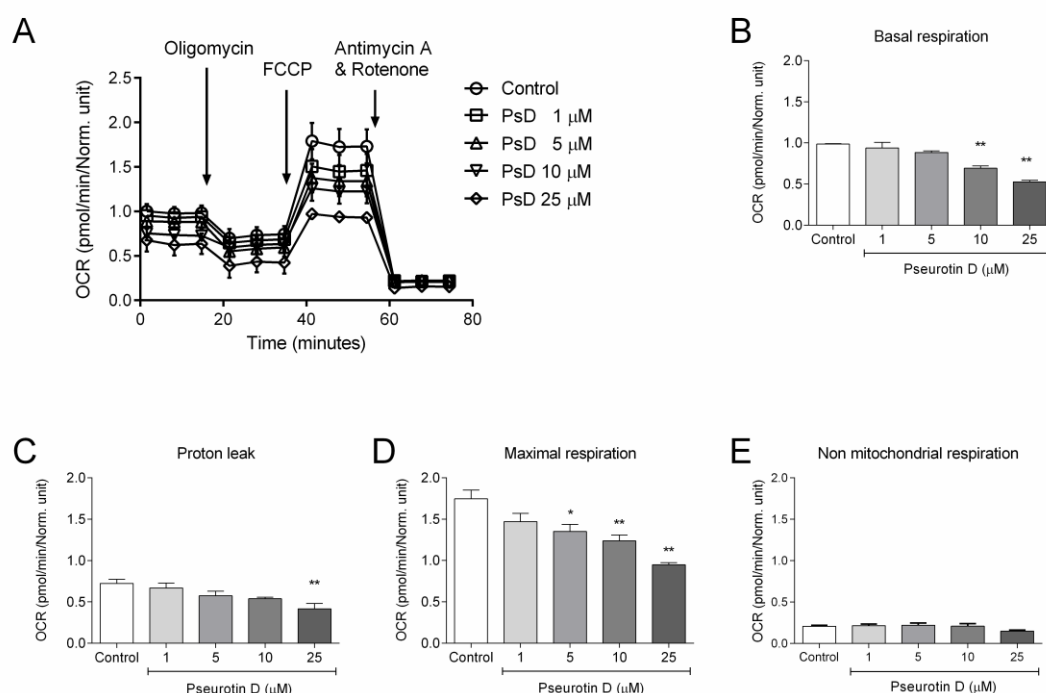 A
Oligomycin
FCCP
Antimycin A
& Rotenone
OCR (pmol/min/Norm. unit)
2.5
2.0
1.5
1.0
0.5
0.0
0 20 40 60 80
Time (minutes)
Control
PsD 1 μM
PsD 5 μM
PsD 10 μM
PsD 25 μM
B
Basal respiration
OCR (pmol/min/Norm. unit)
2.0
1.5
1.0
0.5
0.0
** **
Control 1 5 10 25
Pseurotin D (μM)
C
Proton leak
OCR (pmol/min/Norm. unit)
2.0
1.5
1.0
0.5
0.0
**
Control 1 5 10 25
Pseurotin D (μM)
D
Maximal respiration
OCR (pmol/min/Norm. unit)
2.0
1.5
1.0
0.5
0.0
* ** **
Control 1 5 10 25
Pseurotin D (μM)
E
Non mitochondrial respiration
OCR (pmol/min/Norm. unit)
2.0
1.5
1.0
0.5
0.0
Control 1 5 10 25
Pseurotin D (μM)